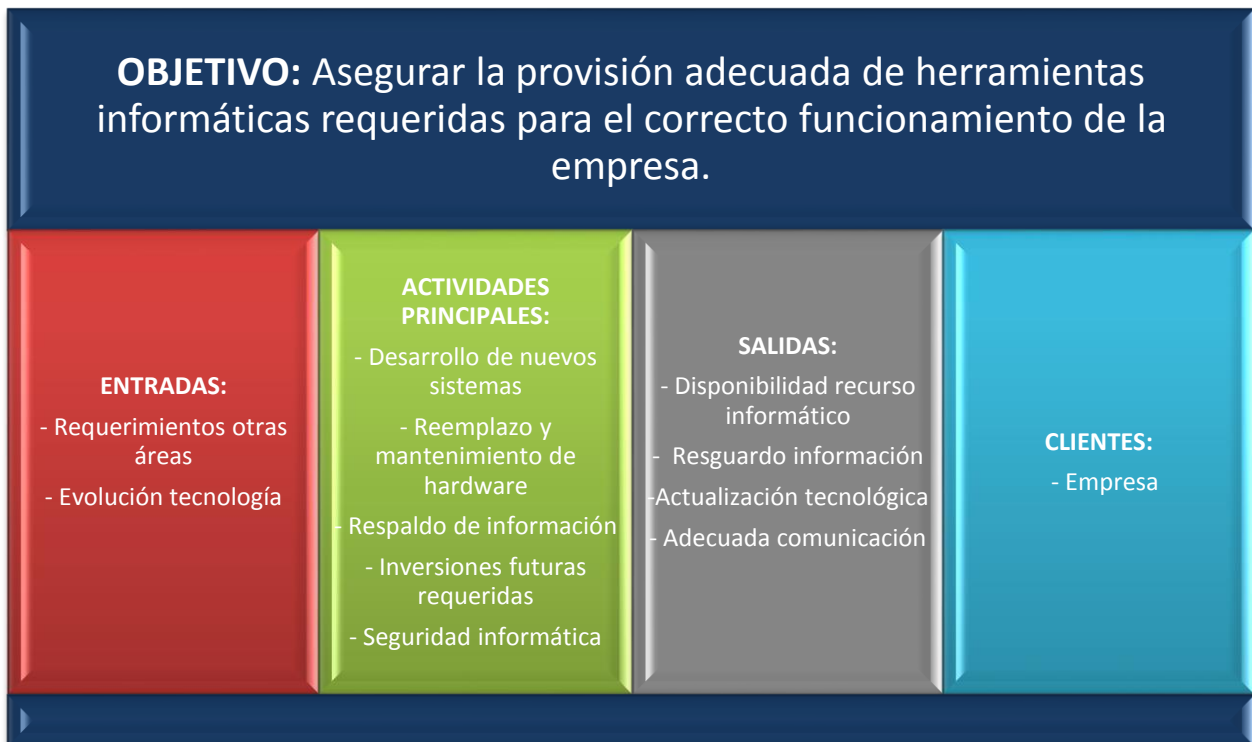 OBJETIVO: Asegurar la provisión adecuada de herramientas
informáticas requeridas para el correcto funcionamiento de la
empresa.
ENTRADAS:
- Requerimientos otras
áreas
- Evolución tecnología
ACTIVIDADES
PRINCIPALES:
- Desarrollo de nuevos
sistemas
- Reemplazo y
mantenimiento de
hardware
- Respaldo de información
- Inversiones futuras
requeridas
- Seguridad informática
SALIDAS:
- Disponibilidad recurso
informático
- Resguardo información
-Actualización tecnológica
- Adecuada comunicación
CLIENTES:
- Empresa